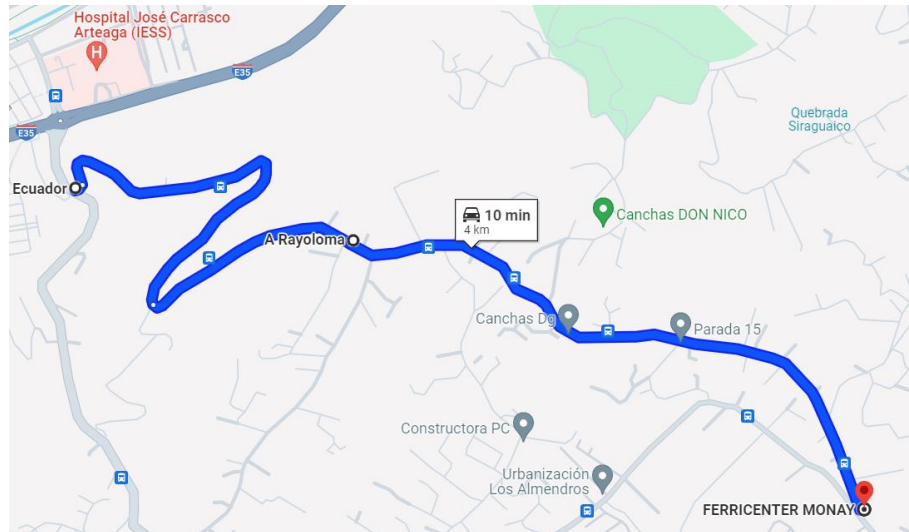 Hospital José Carrasco
Arteaga (IESS)
H
E35
E35
Quebrada
Siraguaico
Ecuador
A Rayoloma
10 min
4 km
Canchas DON NICO
Canchas Dg
Parada 15
Constructora PC
Urbanización
Los Almendros
FERRICENTER MONAY